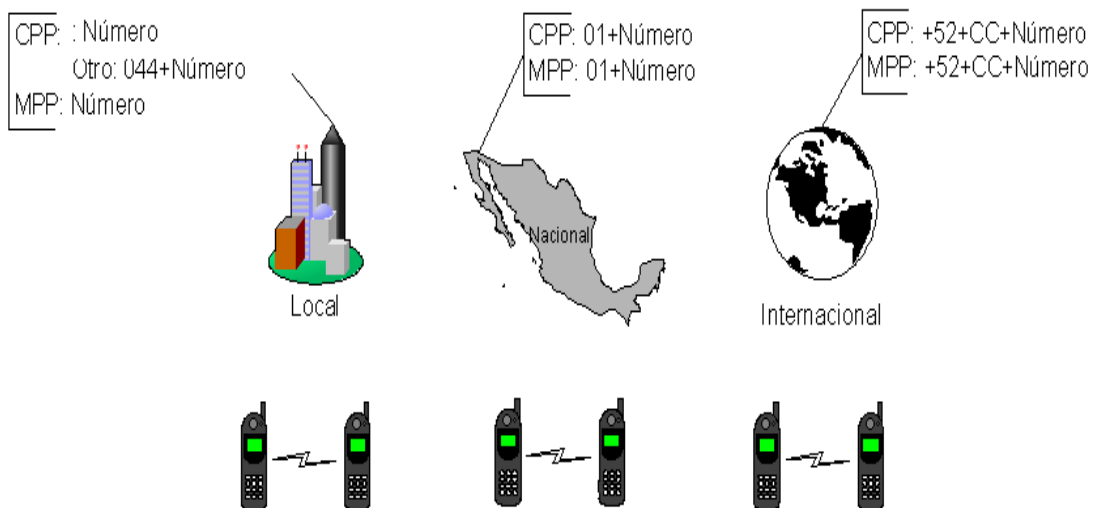 CPP: : Número
Otro: 044+Número
MPP: Número
CPP: 01+Número
MPP: 01+Número
CPP: +52+CC+Número
MPP: +52+CC+Número
Nacional
Local
Internacional